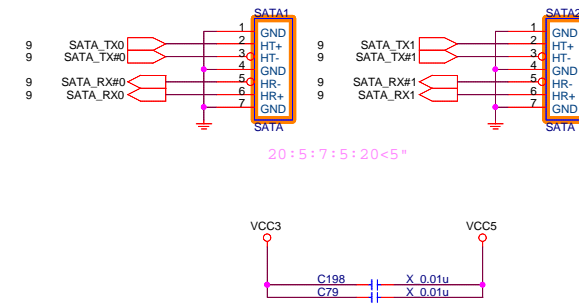 SATA1 SATA2
1 GND 1 GND
9 SATA_TX0 2 HT+ 9 SATA_TX1 2 HT+
9 SATA_TX#0 3 HT- 9 SATA_TX#1 3 HT-
4 GND 4 GND
9 SATA_RX#0 5 HR- 9 SATA_RX#1 5 HR-
9 SATA_RX0 6 HR+ 9 SATA_RX1 6 HR+
7 GND 7 GND
SATA SATA
20:5:7:5:20<5"
VCC3 VCC5
C198 X_0.01u
C79 X_0.01u